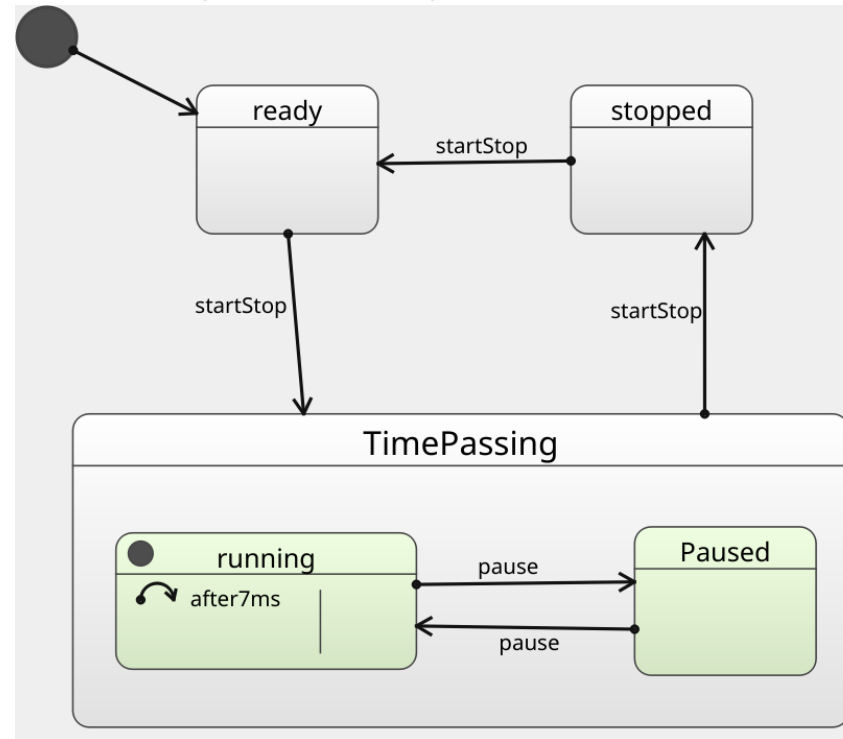 ready
stopped
startStop
startStop
startStop
TimePassing
running
Paused
pause
after7ms
pause